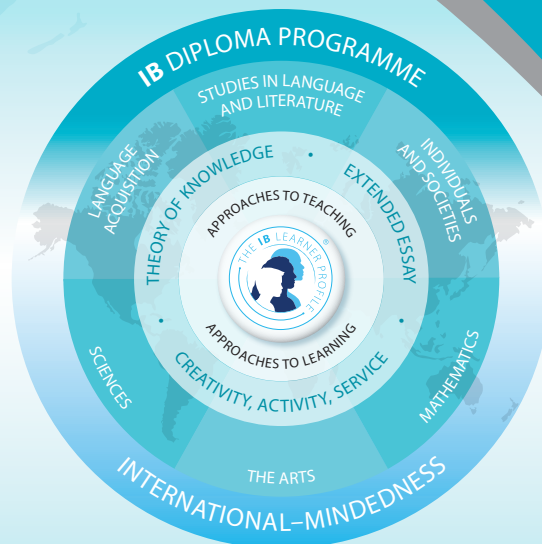 IB DIPLOMA PROGRAMME
STUDIES IN LANGUAGE
AND LITERATURE
LANGUAGE
ACQUISITION
INDIVIDUALS
AND SOCIETIES
THEORY OF KNOWLEDGE •
EXTENDED ESSAY •
APPROACHES TO TEACHING
THE IB LEARNER PROFILE ®
APPROACHES TO LEARNING
CREATIVITY, ACTIVITY, SERVICE •
SCIENCES
MATHEMATICS
THE ARTS
INTERNATIONAL–MINDEDNESS